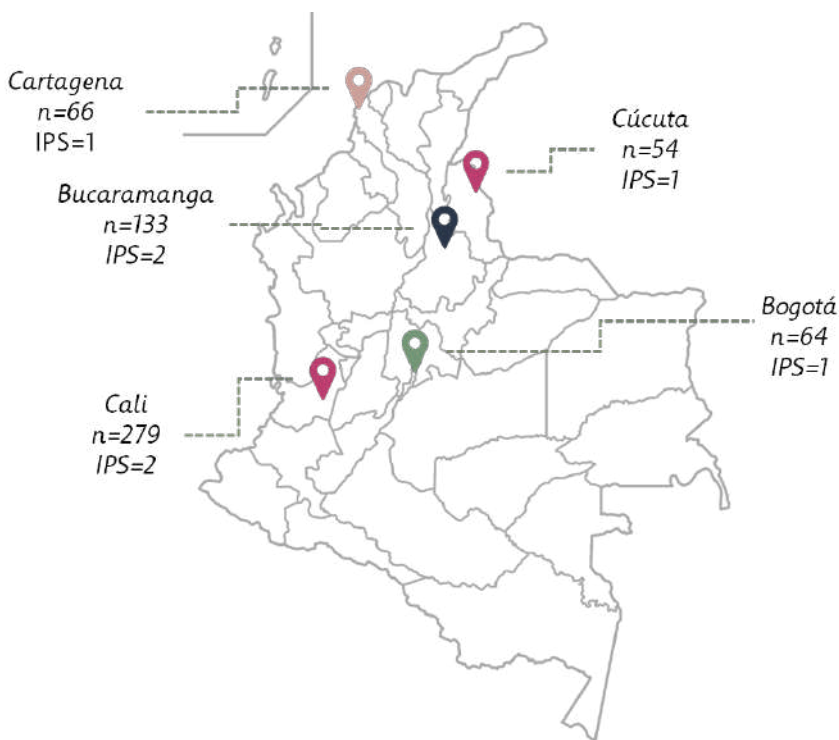 Cartagena
n=66
IPS=1
Cúcuta
n=54
IPS=1
Bucaramanga
n=133
IPS=2
Bogotá
n=64
IPS=1
Cali
n=279
IPS=2